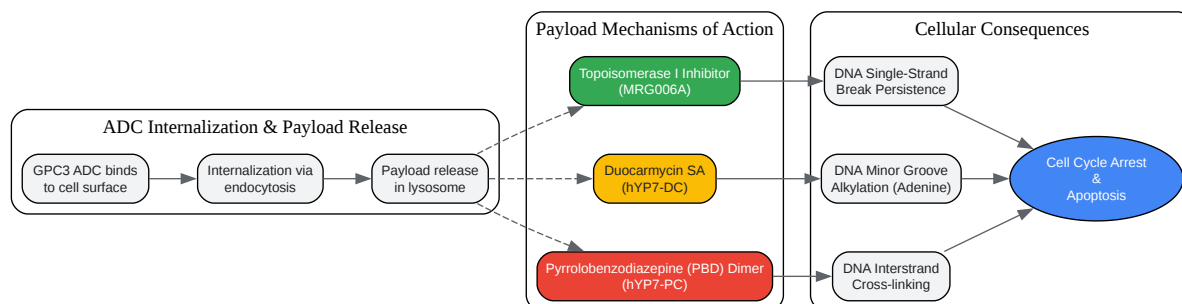 ADC Internalization & Payload Release
GPC3 ADC binds
to cell surface
Internalization via
endocytosis
Payload release
in lysosome
Payload Mechanisms of Action
Topoisomerase I Inhibitor
(MRG006A)
Duocarmycin SA
(hYP7-DC)
Pyrrolobenzodiazepine (PBD) Dimer
(hYP7-PC)
Cellular Consequences
DNA Single-Strand
Break Persistence
DNA Minor Groove
Alkylation (Adenine)
DNA Interstrand
Cross-linking
Cell Cycle Arrest
&
Apoptosis